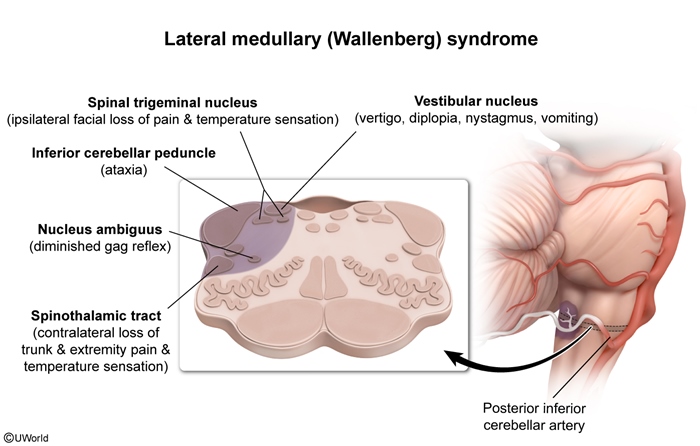 Lateral medullary (Wallenberg) syndrome
Spinal trigeminal nucleus
(ipsilateral facial loss of pain & temperature sensation)
Vestibular nucleus
(vertigo, diplopia, nystagmus, vomiting)
Inferior cerebellar peduncle
(ataxia)
Nucleus ambiguus
(diminished gag reflex)
Spinothalamic tract
(contralateral loss of
trunk & extremity pain &
temperature sensation)
Posterior inferior
cerebellar artery
©UWorld